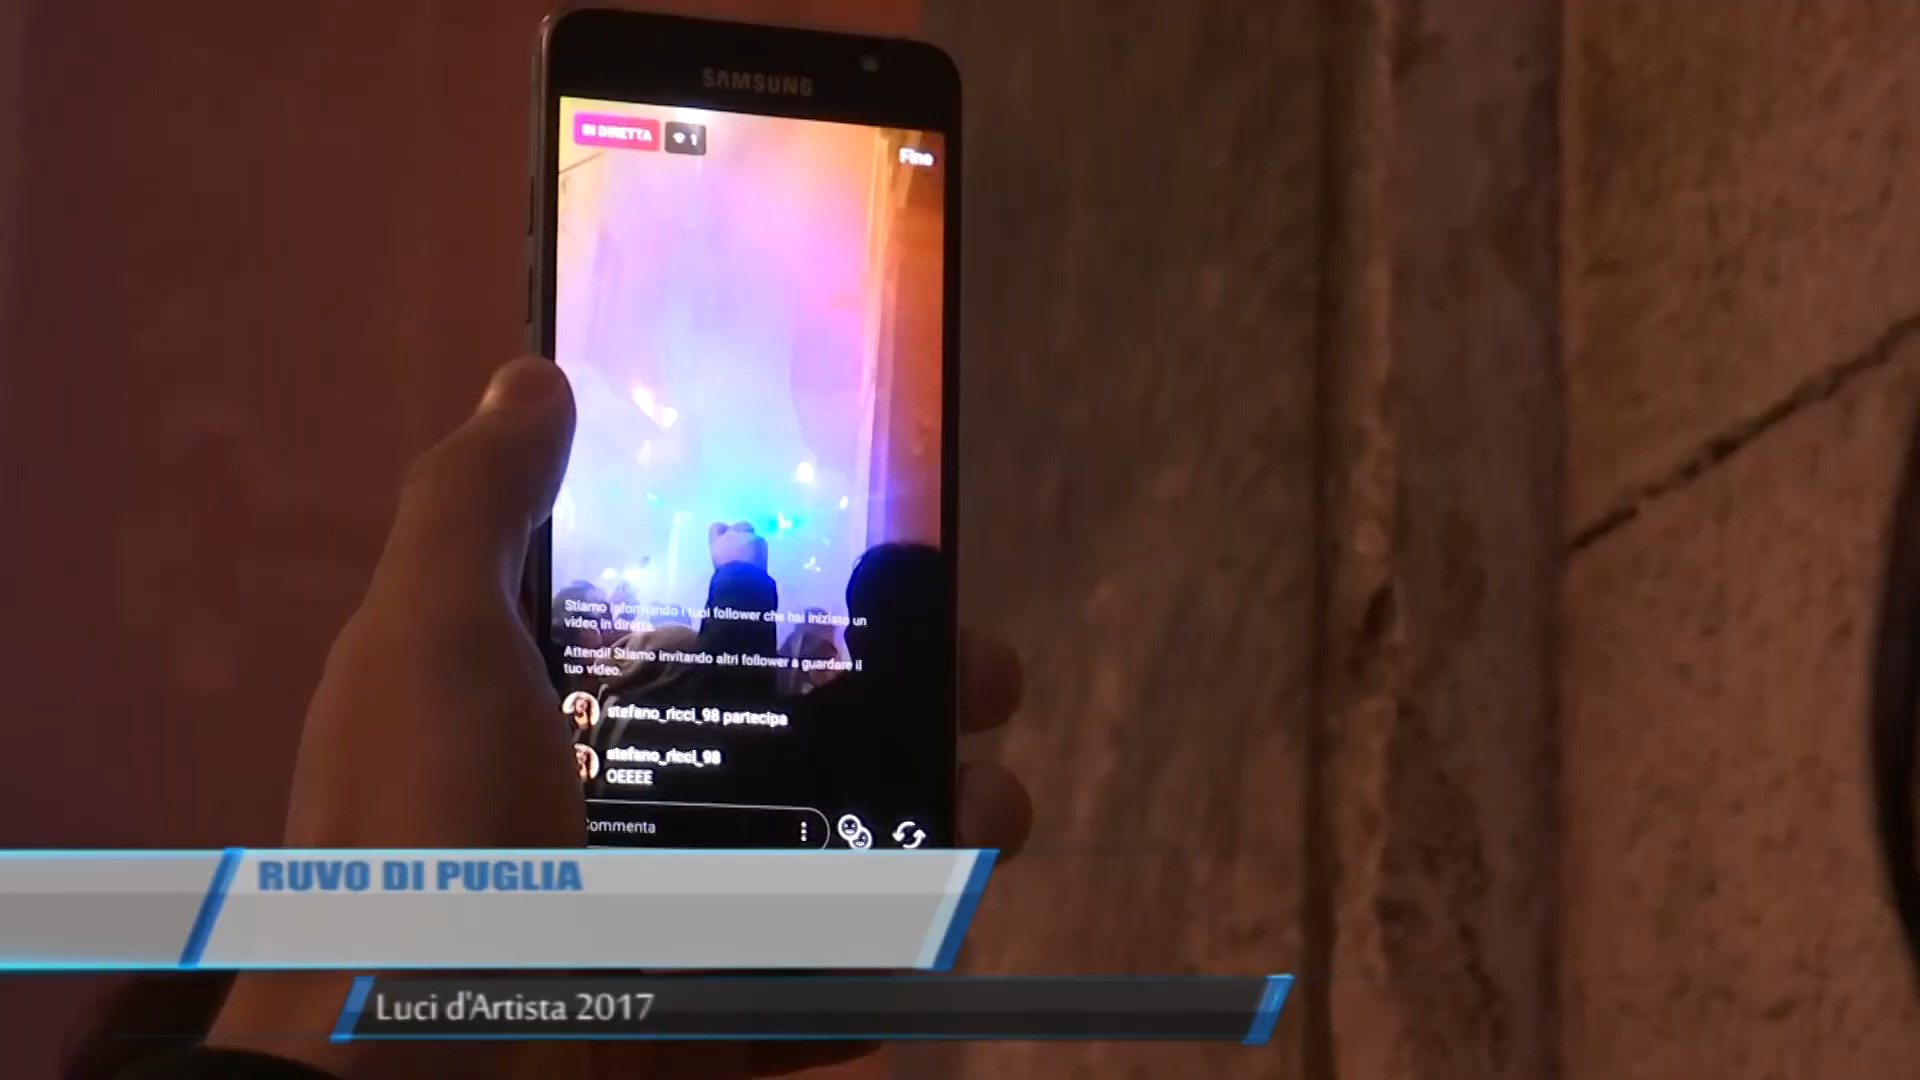 SAMSUNG
IN DIRETTA
1
Fine
Stiamo informando i tuoi follower che hai iniziato un
video in diretta.
Attendi! Stiamo invitando altri follower a guardare il
tuo video.
stefano_ricci_98 partecipa
stefano_ricci_98
OEEEE
Commenta
RUVO DI PUGLIA
Luci d'Artista 2017